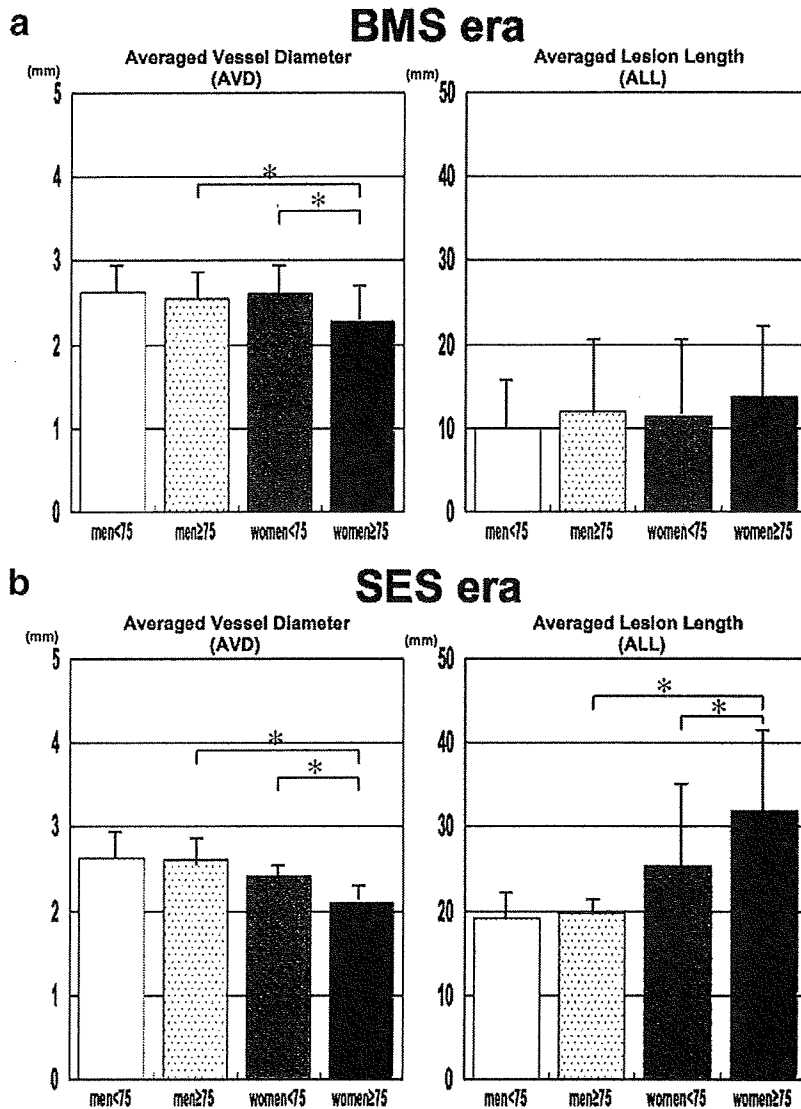 a
BMS era
Averaged Vessel Diameter
(AVD)
(mm)
5
4
3
2
1
0
*
*
men<75
men≥75
women<75
women≥75
Averaged Lesion Length
(ALL)
(mm)
50
40
30
20
10
0
men<75
men≥75
women<75
women≥75
b
SES era
Averaged Vessel Diameter
(AVD)
(mm)
5
4
3
2
1
0
*
*
men<75
men≥75
women<75
women≥75
Averaged Lesion Length
(ALL)
(mm)
50
40
30
20
10
0
*
*
men<75
men≥75
women<75
women≥75